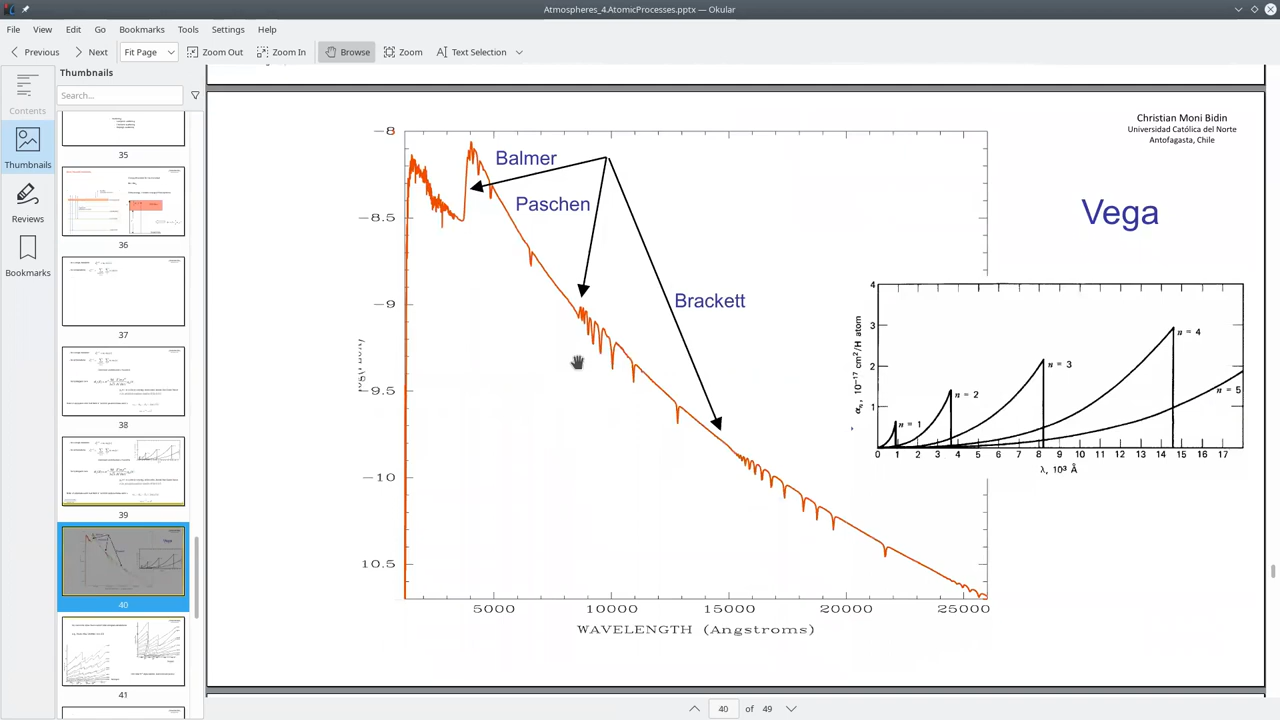 Atmospheres_4.AtomicProcesses.pptx — Okular
File View Edit Go Bookmarks Tools Settings Help
Previous Next Fit Page Zoom Out Zoom In Browse Zoom Text Selection
Contents
Thumbnails
Reviews
Bookmarks
Thumbnails
Search...
35
36
37
38
39
40
41
Christian Moni Bidin
Universidad Católica del Norte
Antofagasta, Chile
Vega
Balmer
Paschen
Brackett
-8
-8.5
-9
-9.5
-10
10.5
5000 10000 15000 20000 25000
WAVELENGTH (Angstroms)
4
3
2
1
αn, 10⁻¹⁷ cm²/H atom
n = 1
n = 2
n = 3
n = 4
n = 5
0 1 2 3 4 5 6 7 8 9 10 11 12 13 14 15 16 17
λ, 10³ Å
40 of 49